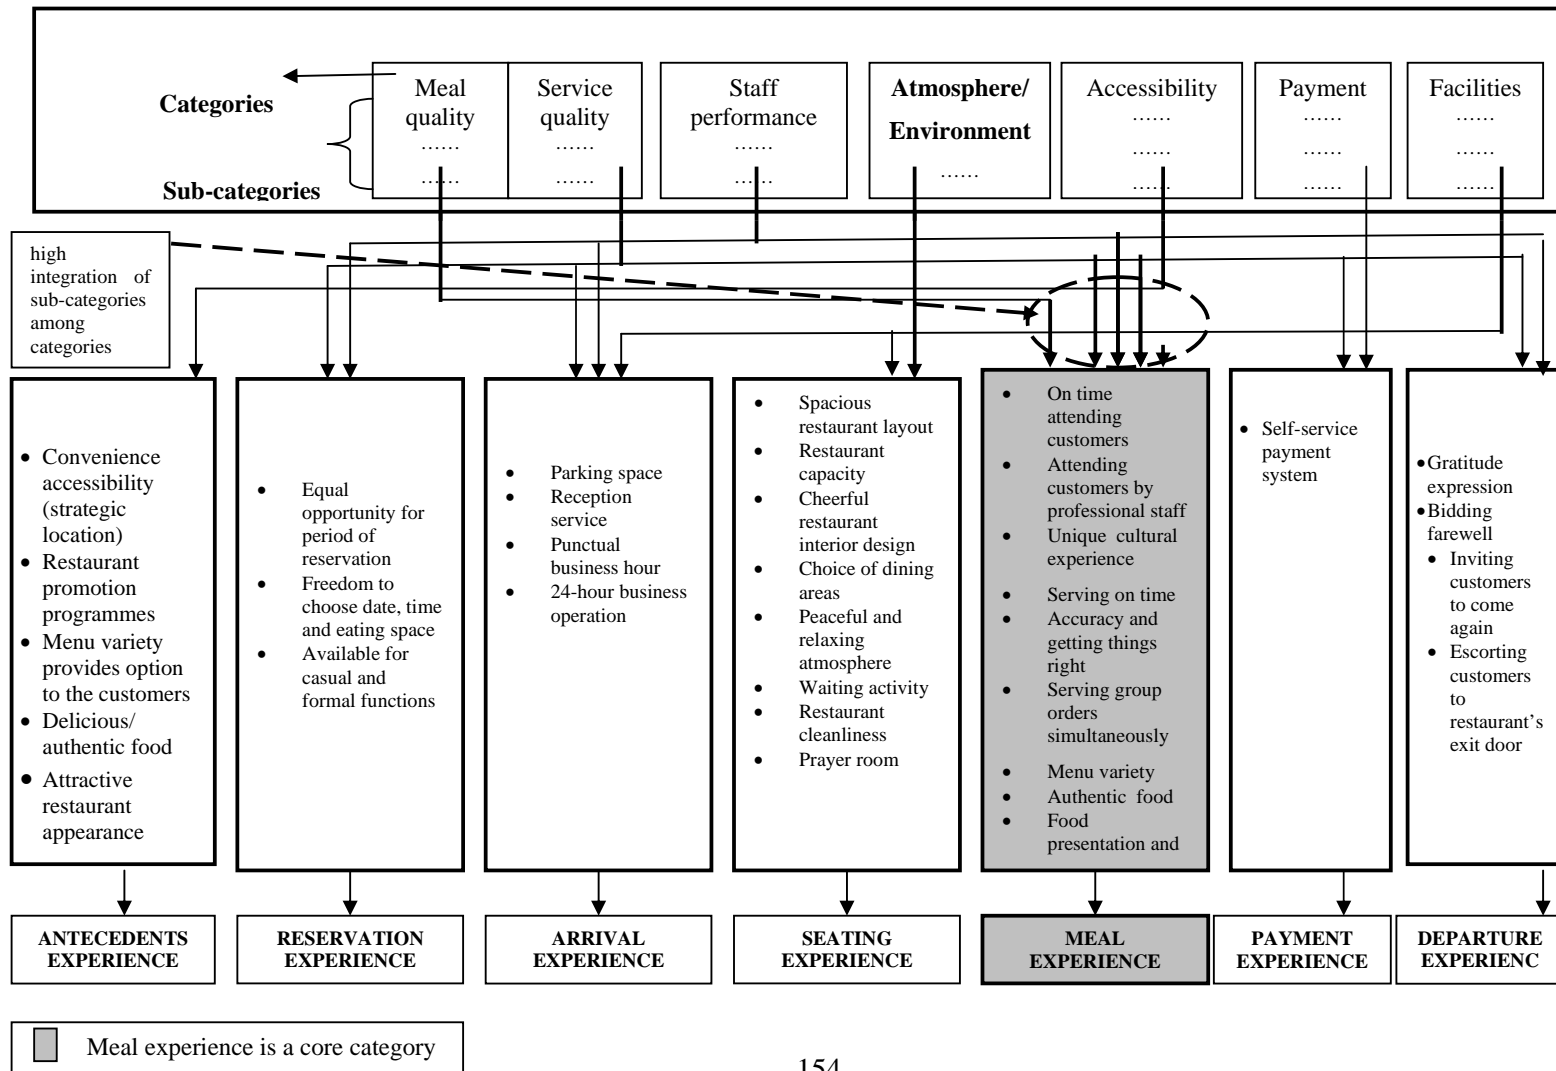 Categories
Sub-categories
Meal
quality
......
......
Service
quality
......
......
Staff
performance
......
......
Atmosphere/
Environment
......
Accessibility
......
......
......
Payment
......
......
......
Facilities
......
......
......
high
integration of
sub-categories
among
categories
• Convenience
accessibility
(strategic
location)
• Restaurant
promotion
programmes
• Menu variety
provides option
to the customers
• Delicious/
authentic food
• Attractive
restaurant
appearance
• Equal
opportunity for
period of
reservation
• Freedom to
choose date, time
and eating space
• Available for
casual and
formal functions
• Parking space
• Reception
service
• Punctual
business hour
• 24-hour business
operation
• Spacious
restaurant layout
• Restaurant
capacity
• Cheerful
restaurant
interior design
• Choice of dining
areas
• Peaceful and
relaxing
atmosphere
• Waiting activity
• Restaurant
cleanliness
• Prayer room
• On time
attending
customers
• Attending
customers by
professional staff
• Unique cultural
experience
• Serving on time
• Accuracy and
getting things
right
• Serving group
orders
simultaneously
• Menu variety
• Authentic food
• Food
presentation and
• Self-service
payment
system
• Gratitude
expression
• Bidding
farewell
• Inviting
customers
to come
again
• Escorting
customers
to
restaurant's
exit door
ANTECEDENTS
EXPERIENCE
RESERVATION
EXPERIENCE
ARRIVAL
EXPERIENCE
SEATING
EXPERIENCE
MEAL
EXPERIENCE
PAYMENT
EXPERIENCE
DEPARTURE
EXPERIENC
Meal experience is a core category
154